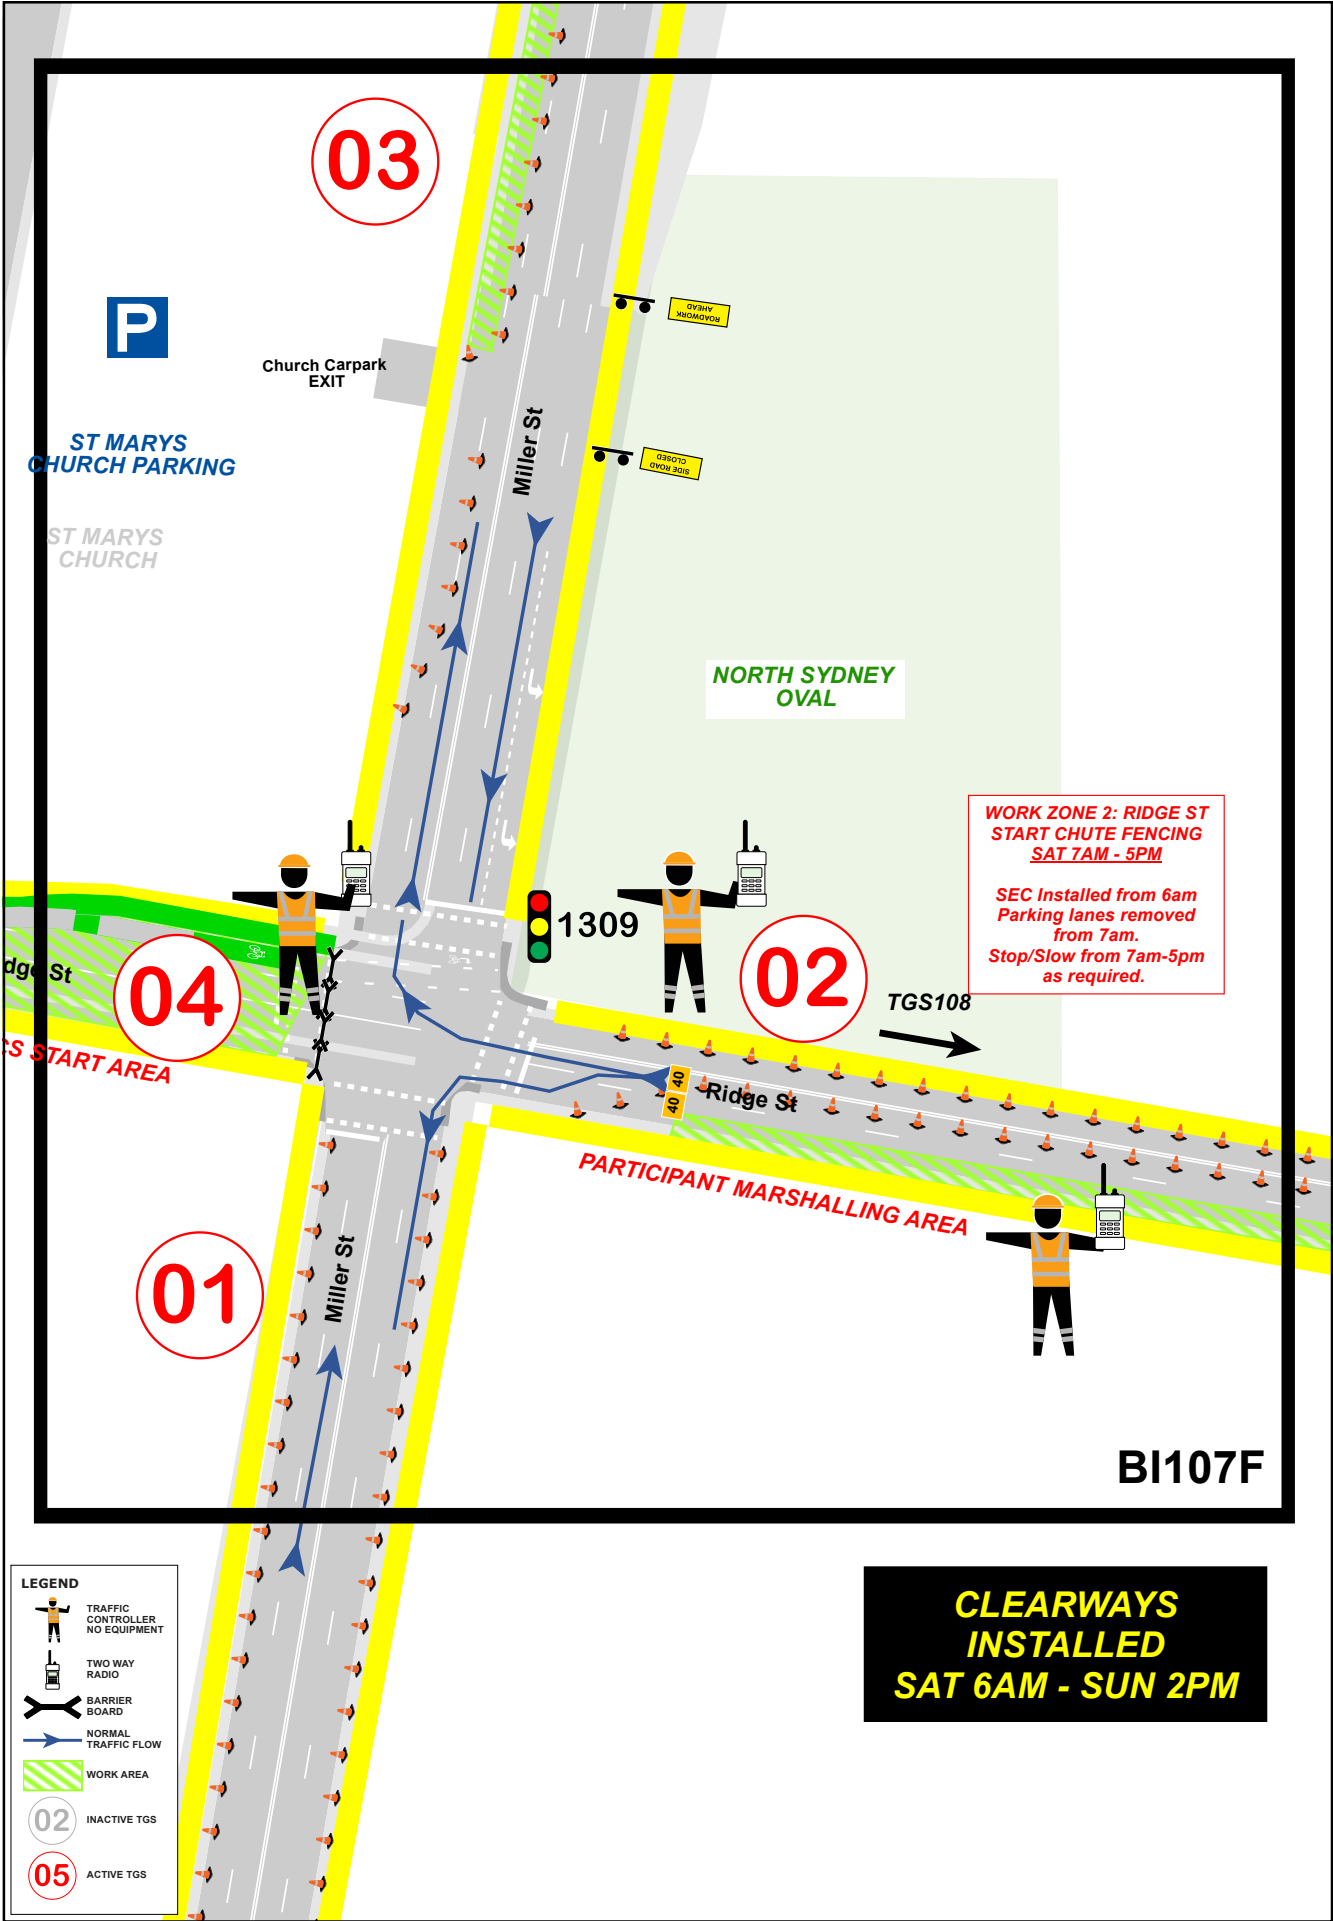 03
ROADWORK
AHEAD
P
Church Carpark
EXIT
Miller St
ST MARYS
CHURCH PARKING
SIDE ROAD
CLOSED
ST MARYS
CHURCH
NORTH SYDNEY
OVAL
WORK ZONE 2: RIDGE ST
START CHUTE FENCING
SAT 7AM - 5PM
SEC Installed from 6am
Parking lanes removed
from 7am.
Stop/Slow from 7am-5pm
as required.
1309
dge St
04
02
TGS108
CS START AREA
40
40
Ridge St
PARTICIPANT MARSHALLING AREA
01
Miller St
BI107F
LEGEND
TRAFFIC
CONTROLLER
NO EQUIPMENT
TWO WAY
RADIO
BARRIER
BOARD
NORMAL
TRAFFIC FLOW
WORK AREA
02
INACTIVE TGS
05
ACTIVE TGS
CLEARWAYS
INSTALLED
SAT 6AM - SUN 2PM